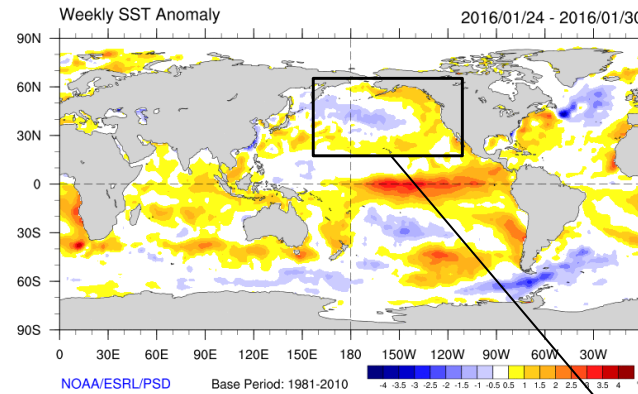 Weekly SST Anomaly
2016/01/24 - 2016/01/30
90N
60N
30N
0
30S
60S
90S
0 30E 60E 90E 120E 150E 180 150W 120W 90W 60W 30W
NOAA/ESRL/PSD
Base Period: 1981-2010
-4 -3.5 -3 -2.5 -2 -1.5 -1 -0.5 0.5 1 1.5 2 2.5 3 3.5 4